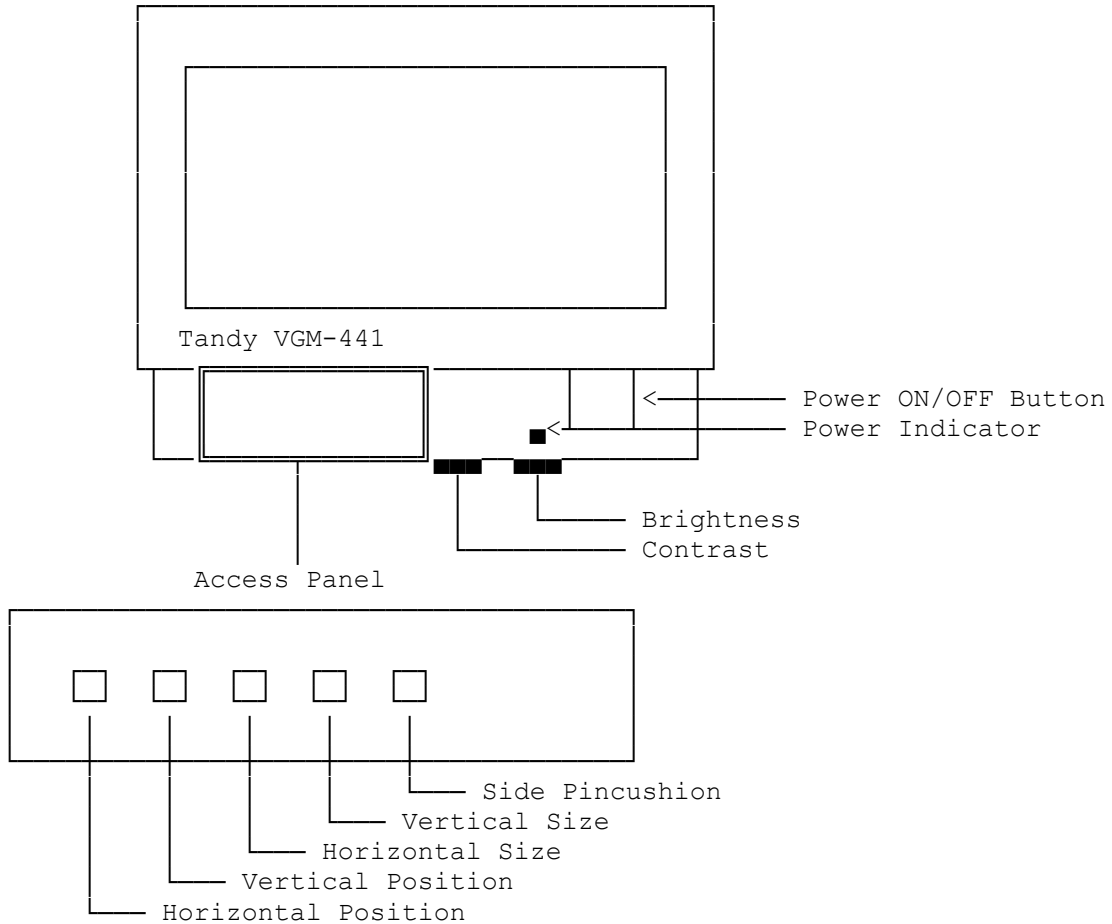 Tandy VGM-441
<———————— Power ON/OFF Button
<———————— Power Indicator
Brightness
Contrast
Access Panel
Side Pincushion
Vertical Size
Horizontal Size
Vertical Position
Horizontal Position